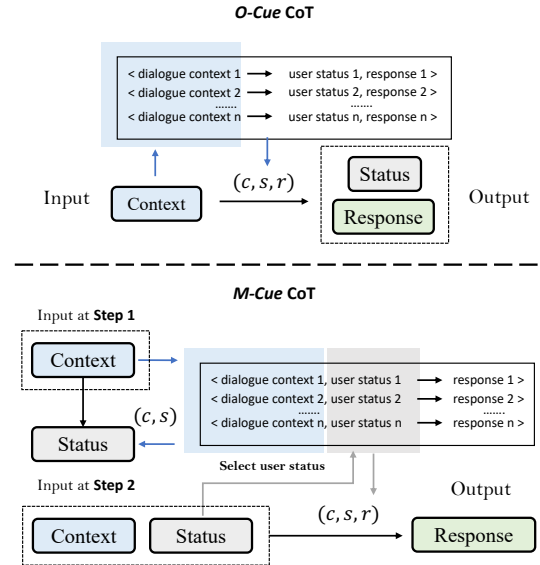 O-Cue CoT
< dialogue context 1 → user status 1, response 1 >
< dialogue context 2 → user status 2, response 2 >
....... .......
< dialogue context n → user status n, response n >
(c, s, r)
Input
Context
Status
Response
Output
M-Cue CoT
Input at Step 1
Context
< dialogue context 1, user status 1 → response 1 >
< dialogue context 2, user status 2 → response 2 >
....... .......
< dialogue context n, user status n → response n >
(c, s)
Status
Select user status
Input at Step 2
Context
Status
(c, s, r)
Output
Response